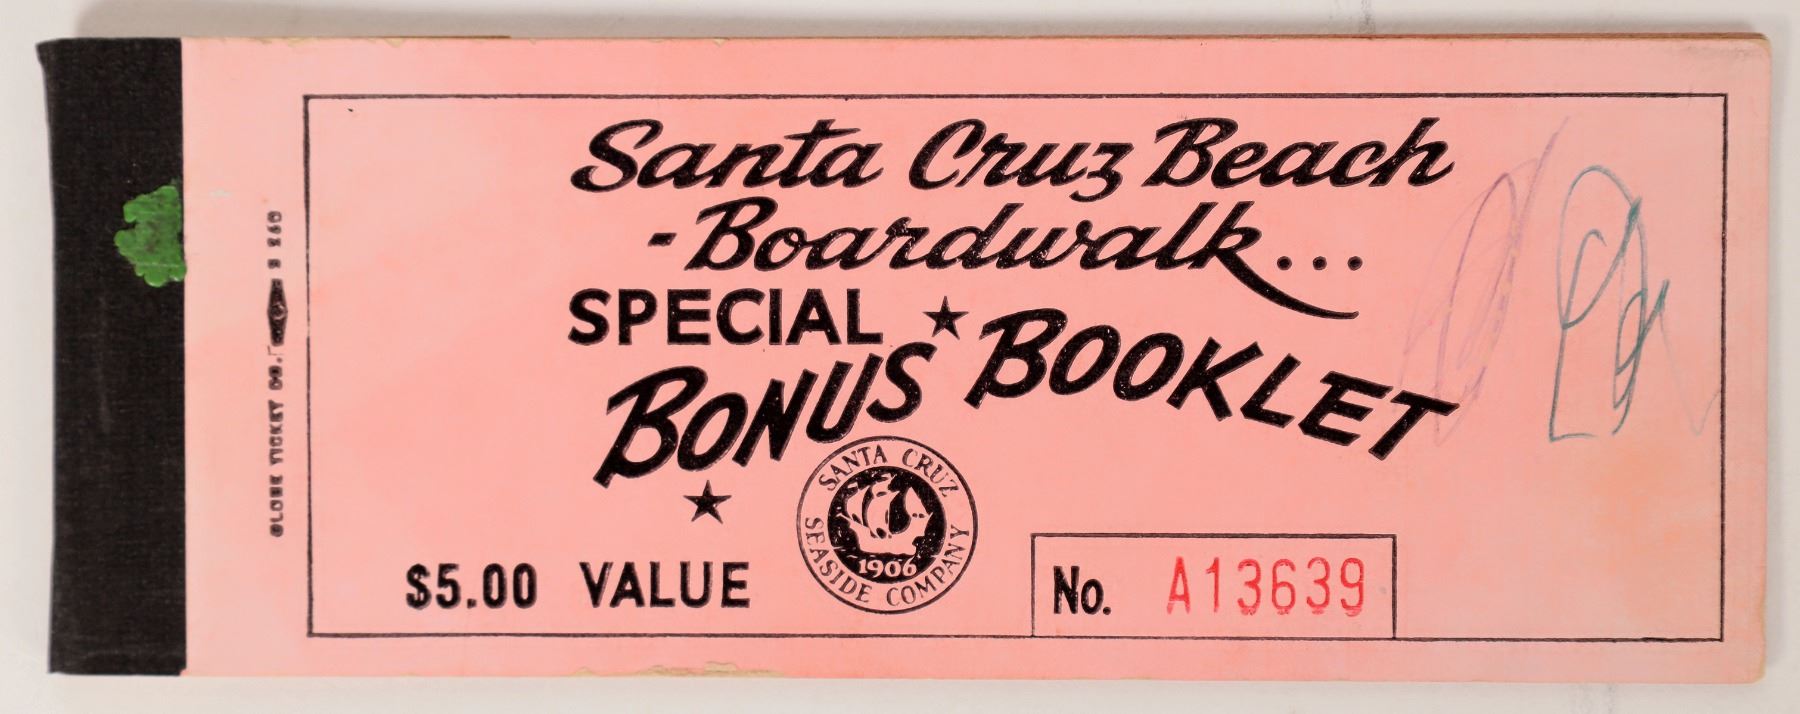 Santa Cruz Beach
-Boardwalk...
SPECIAL ★
BONUS BOOKLET
★
SANTA CRUZ
SEASIDE COMPANY
1906
$5.00 VALUE
No. A13639
GLOBE TICKET CO.